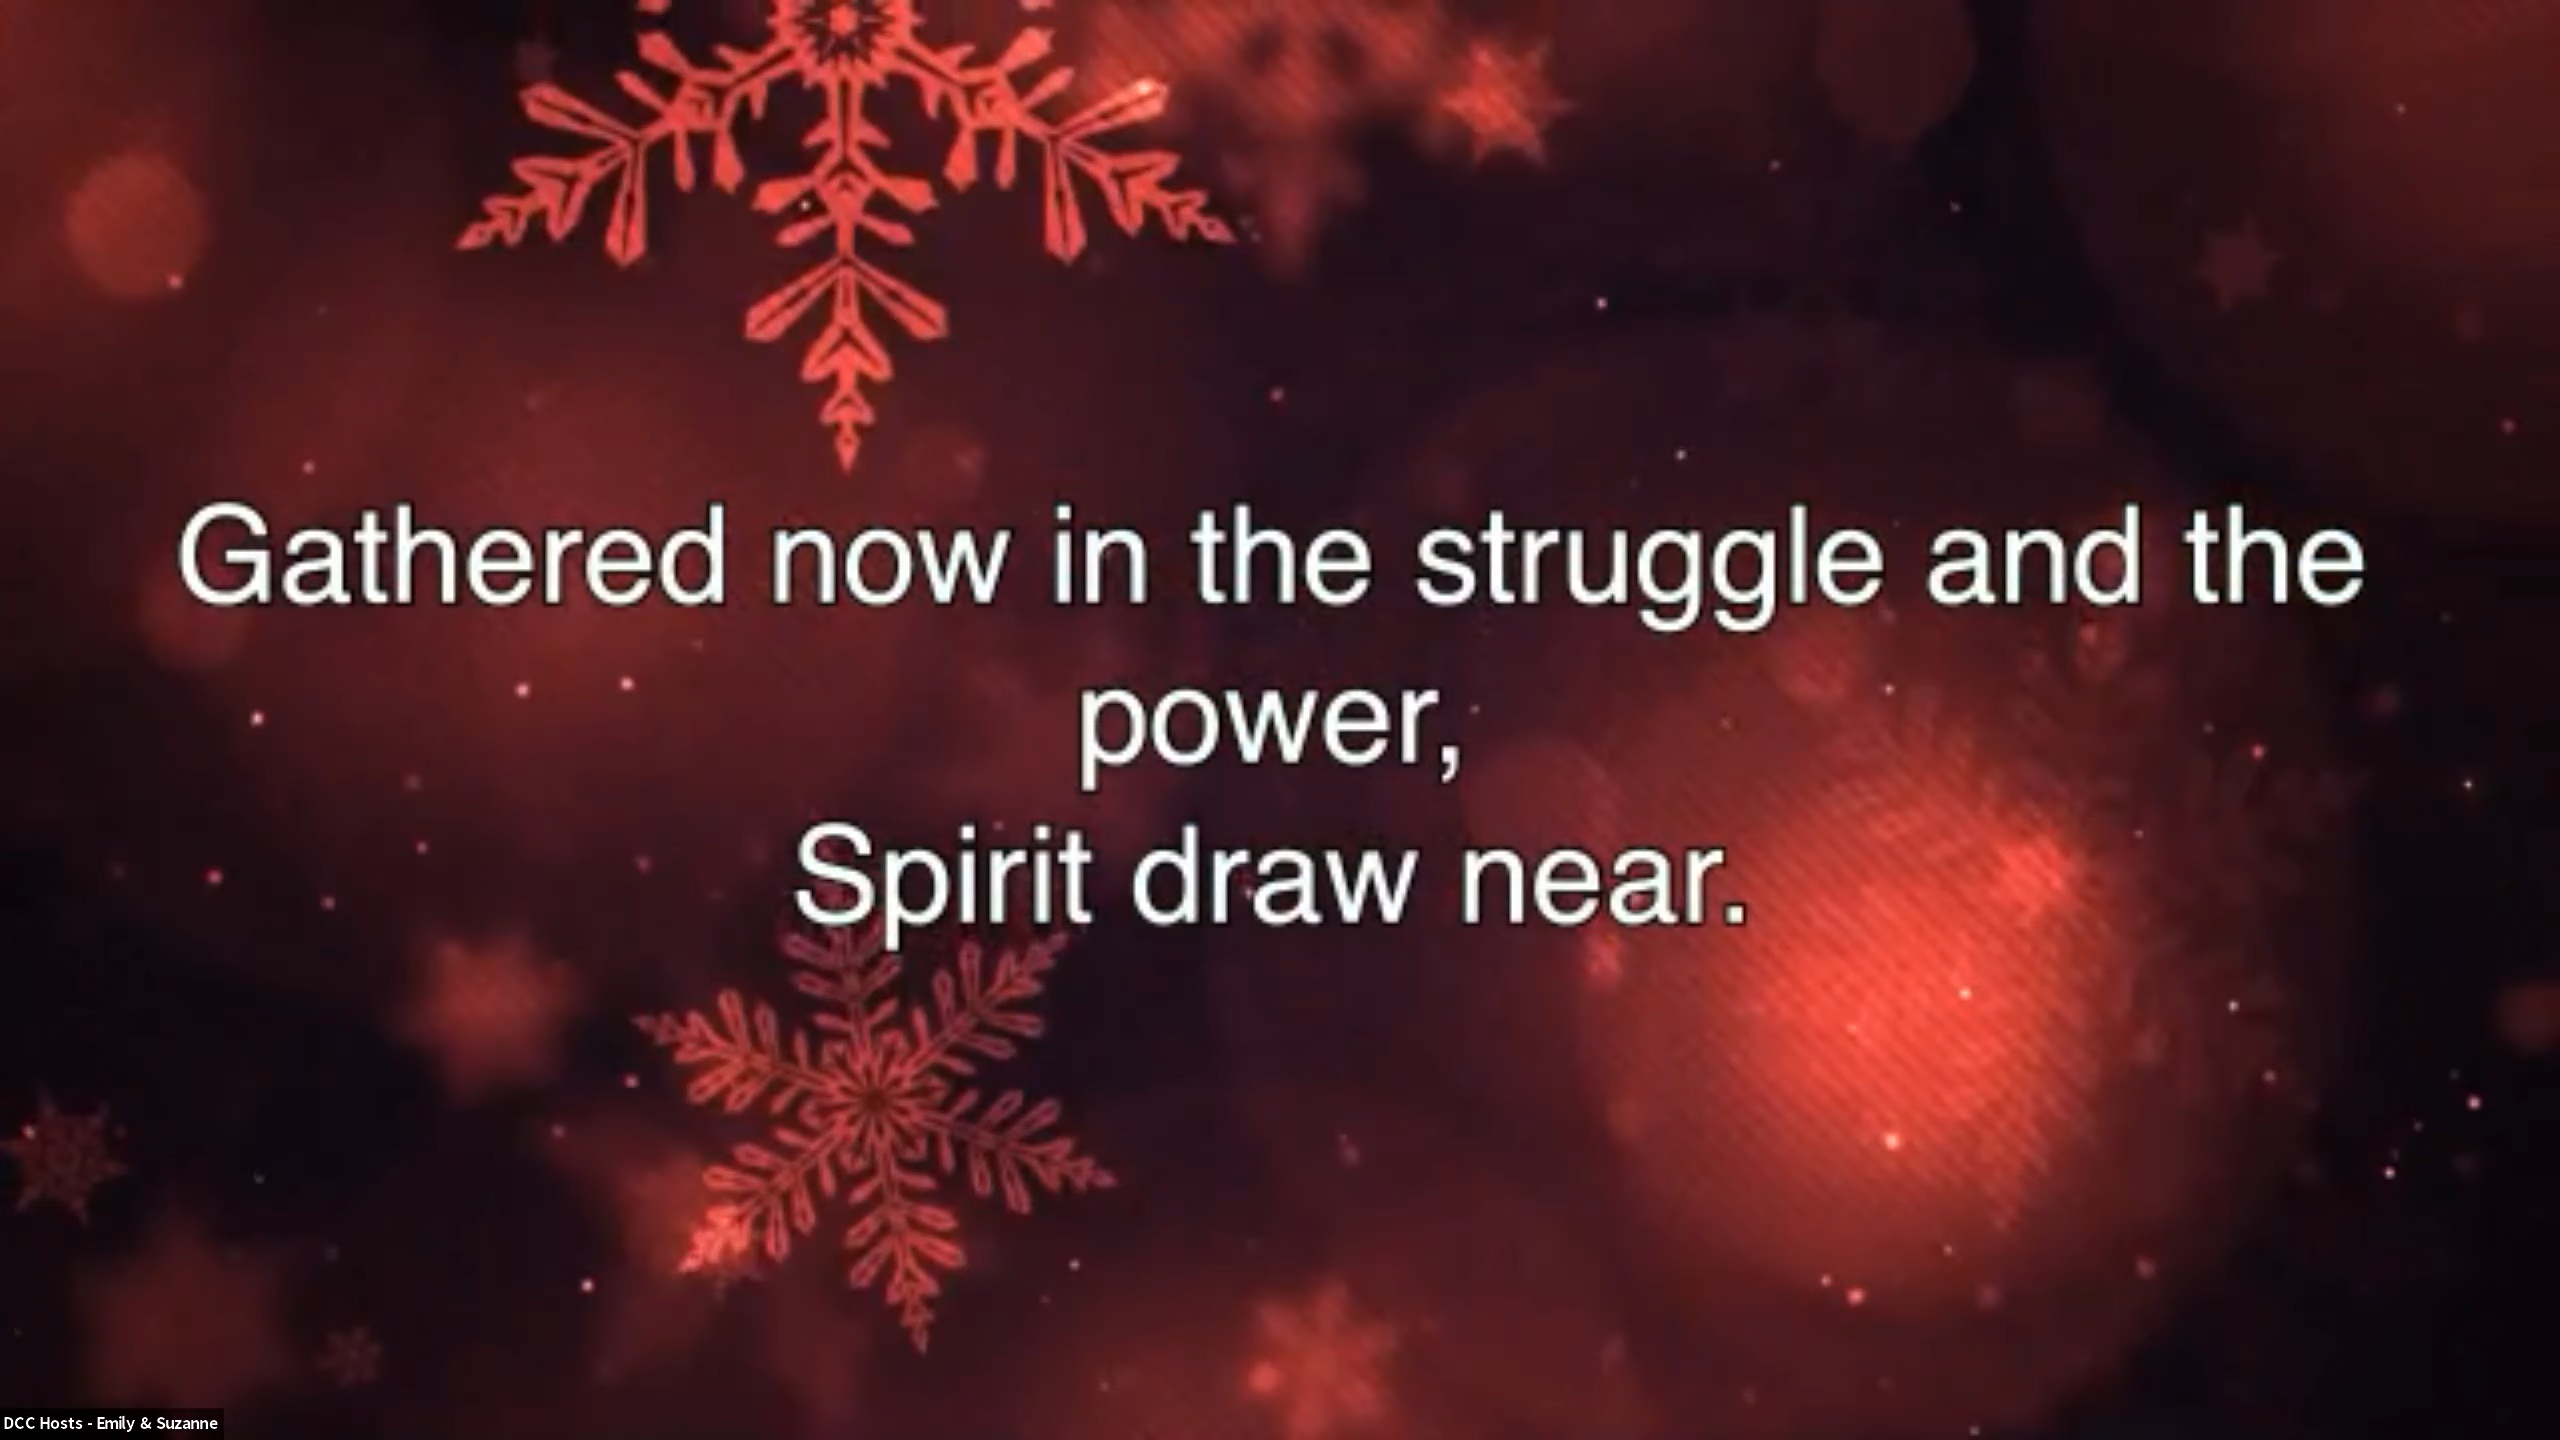 Gathered now in the struggle and the
power,
Spirit draw near.
DCC Hosts - Emily & Suzanne